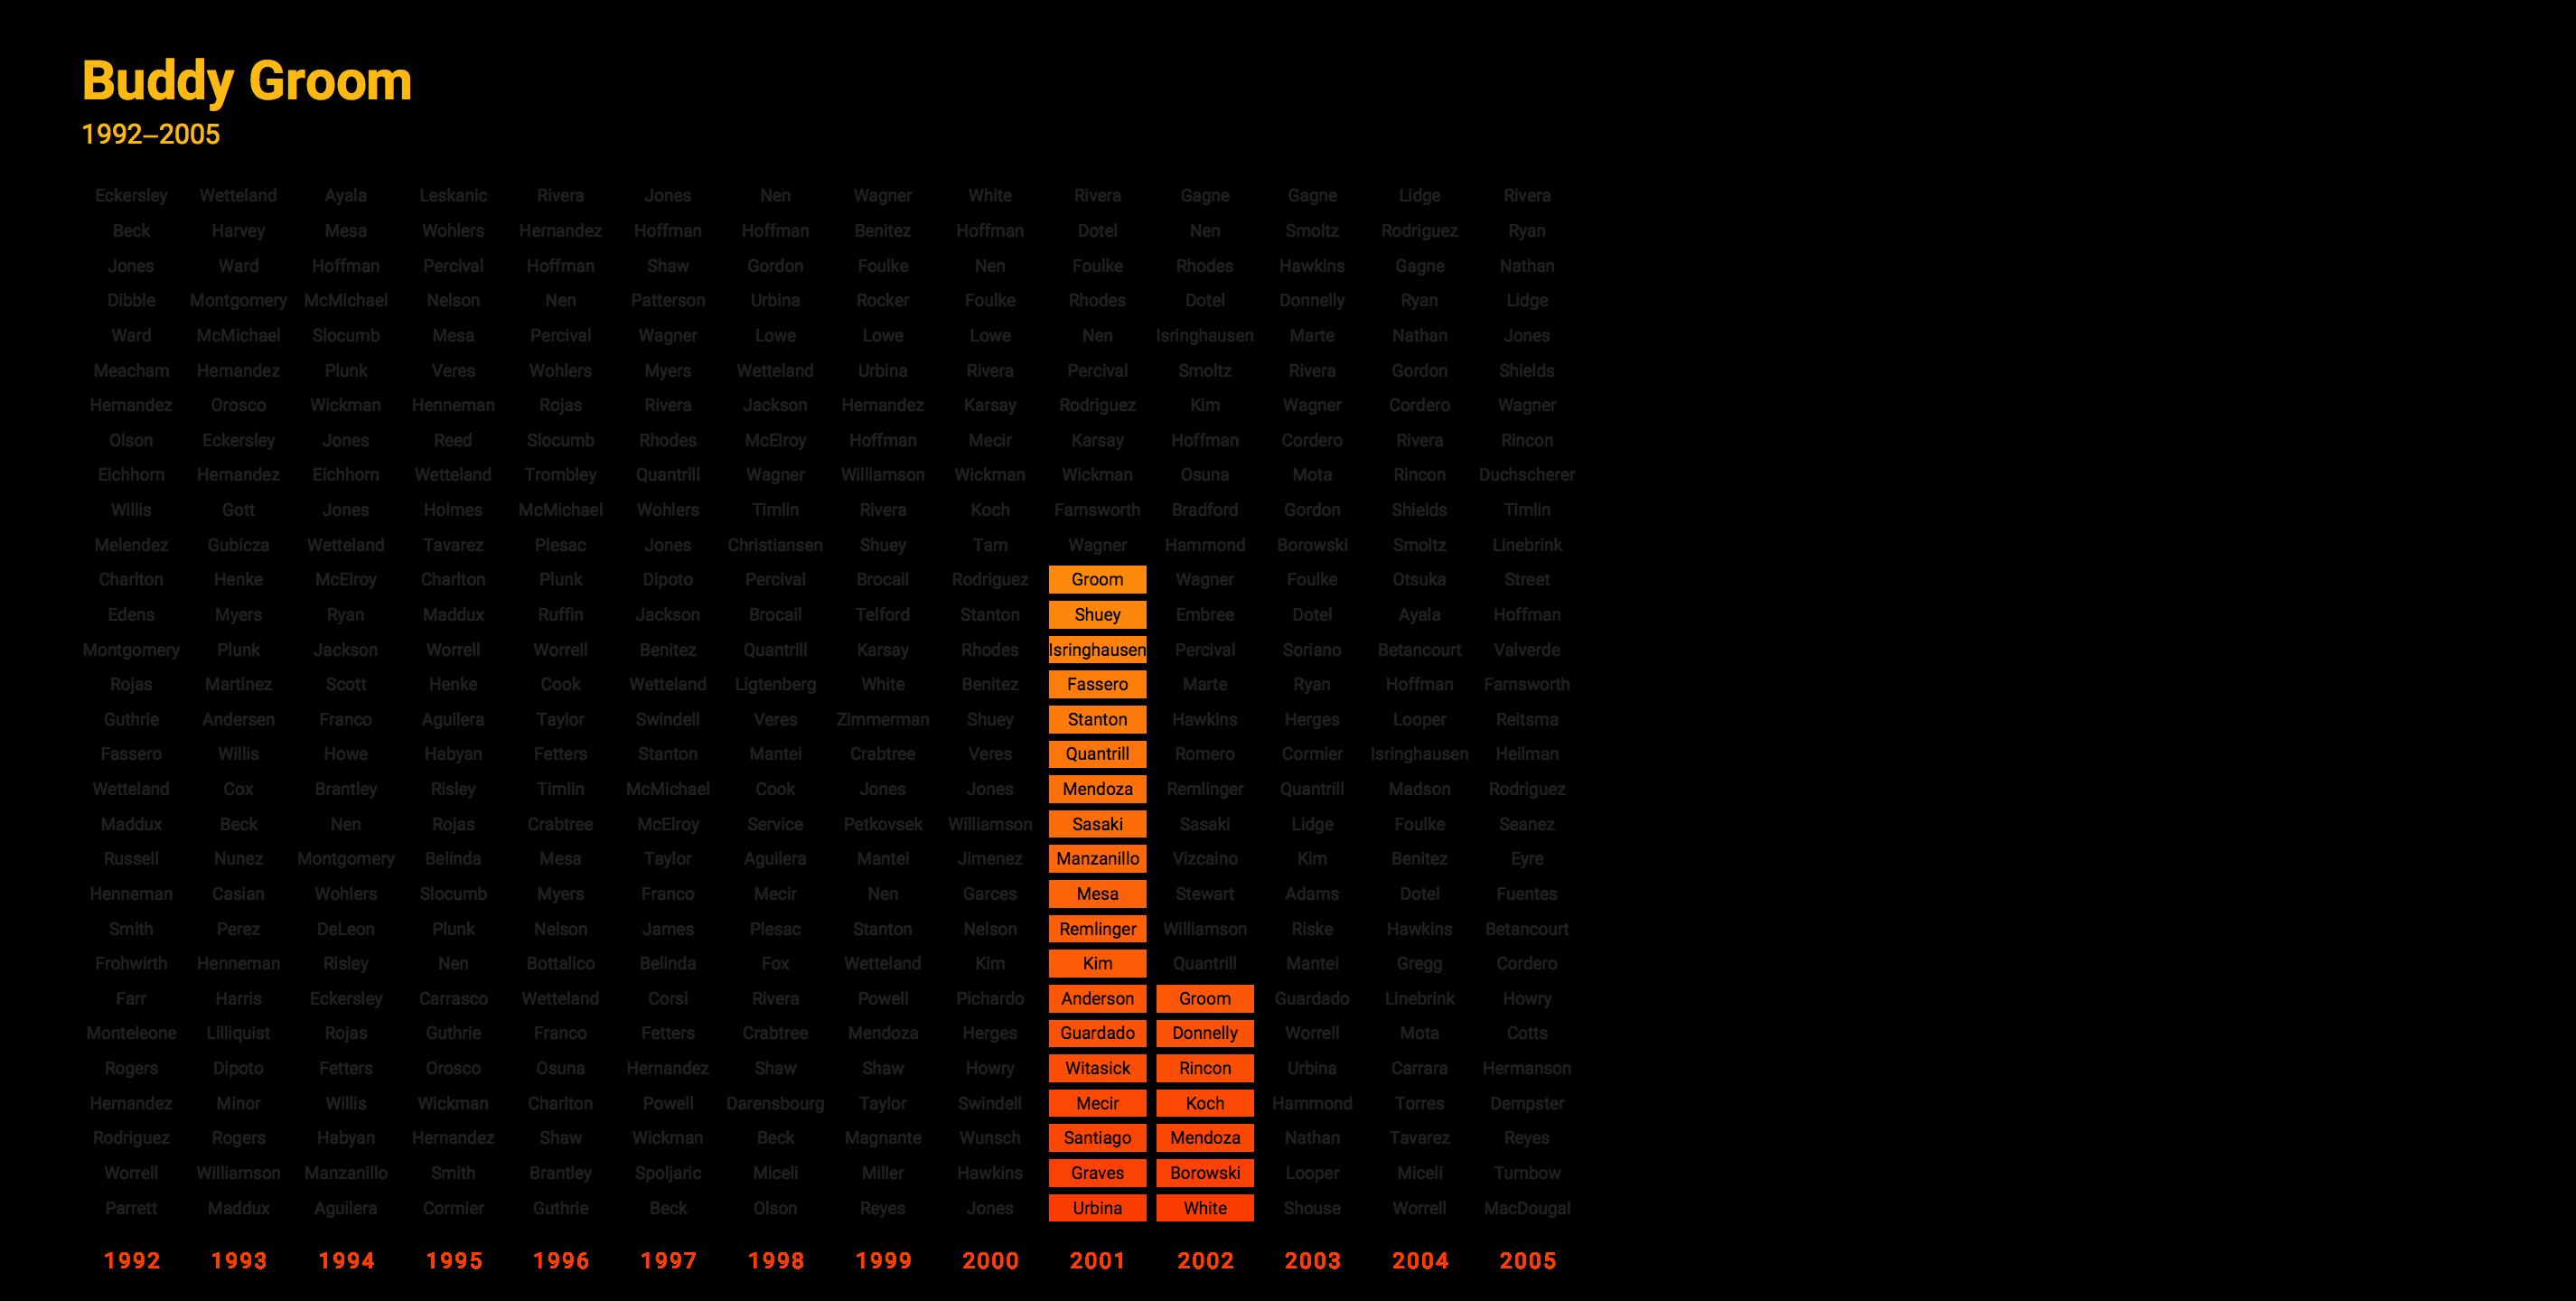 Buddy Groom
1992–2005
Eckersley Wetteland Ayala Leskanic Rivera Jones Nen Wagner White Rivera Gagne Gagne Lidge Rivera
Beck Harvey Mesa Wohlers Hernandez Hoffman Hoffman Benitez Hoffman Dotel Nen Smoltz Rodriguez Ryan
Jones Ward Hoffman Percival Hoffman Shaw Gordon Foulke Nen Foulke Rhodes Hawkins Gagne Nathan
Dibble Montgomery McMichael Nelson Nen Patterson Urbina Rocker Foulke Rhodes Dotel Donnelly Ryan Lidge
Ward McMichael Slocumb Mesa Percival Wagner Lowe Lowe Lowe Nen Isringhausen Marte Nathan Jones
Meacham Hernandez Plunk Veres Wohlers Myers Wetteland Urbina Rivera Percival Smoltz Rivera Gordon Shields
Hernandez Orosco Wickman Henneman Rojas Rivera Jackson Hernandez Karsay Rodriguez Kim Wagner Cordero Wagner
Olson Eckersley Jones Reed Slocumb Rhodes McElroy Hoffman Mecir Karsay Hoffman Cordero Rivera Rincon
Eichhorn Hernandez Eichhorn Wetteland Trombley Quantrill Wagner Williamson Wickman Wickman Osuna Mota Rincon Duchscherer
Willis Gott Jones Holmes McMichael Wohlers Timlin Rivera Koch Farnsworth Bradford Gordon Shields Timlin
Melendez Gubicza Wetteland Tavarez Plesac Jones Christiansen Shuey Tam Wagner Hammond Borowski Smoltz Linebrink
Charlton Henke McElroy Charlton Plunk Dipoto Percival Brocail Rodriguez Groom Wagner Foulke Otsuka Street
Edens Myers Ryan Maddux Ruffin Jackson Brocail Telford Stanton Shuey Embree Dotel Ayala Hoffman
Montgomery Plunk Jackson Worrell Worrell Benitez Quantrill Karsay Rhodes Isringhausen Percival Soriano Betancourt Valverde
Rojas Martinez Scott Henke Cook Wetteland Ligtenberg White Benitez Fassero Marte Ryan Hoffman Farnsworth
Guthrie Andersen Franco Aguilera Taylor Swindell Veres Zimmerman Shuey Stanton Hawkins Herges Looper Reitsma
Fassero Willis Howe Habyan Fetters Stanton Mantei Crabtree Veres Quantrill Romero Cormier Isringhausen Heilman
Wetteland Cox Brantley Risley Timlin McMichael Cook Jones Jones Mendoza Remlinger Quantrill Madson Rodriguez
Maddux Beck Nen Rojas Crabtree McElroy Service Petkovsek Williamson Sasaki Sasaki Lidge Foulke Seanez
Russell Nunez Montgomery Belinda Mesa Taylor Aguilera Mantei Jimenez Manzanillo Vizcaino Kim Benitez Eyre
Henneman Casian Wohlers Slocumb Myers Franco Mecir Nen Garces Mesa Stewart Adams Dotel Fuentes
Smith Perez DeLeon Plunk Nelson James Plesac Stanton Nelson Remlinger Williamson Riske Hawkins Betancourt
Frohwirth Henneman Risley Nen Bottalico Belinda Fox Wetteland Kim Kim Quantrill Mantei Gregg Cordero
Farr Harris Eckersley Carrasco Wetteland Corsi Rivera Powell Pichardo Anderson Groom Guardado Linebrink Howry
Monteleone Lilliquist Rojas Guthrie Franco Fetters Crabtree Mendoza Herges Guardado Donnelly Worrell Mota Cotts
Rogers Dipoto Fetters Orosco Osuna Hernandez Shaw Shaw Howry Witasick Rincon Urbina Carrara Hermanson
Hernandez Minor Willis Wickman Charlton Powell Darensbourg Taylor Swindell Mecir Koch Hammond Torres Dempster
Rodriguez Rogers Habyan Hernandez Shaw Wickman Beck Magnante Wunsch Santiago Mendoza Nathan Tavarez Reyes
Worrell Williamson Manzanillo Smith Brantley Spoljaric Miceli Miller Hawkins Graves Borowski Looper Miceli Turnbow
Parrett Maddux Aguilera Cormier Guthrie Beck Olson Reyes Jones Urbina White Shouse Worrell MacDougal
1992 1993 1994 1995 1996 1997 1998 1999 2000 2001 2002 2003 2004 2005